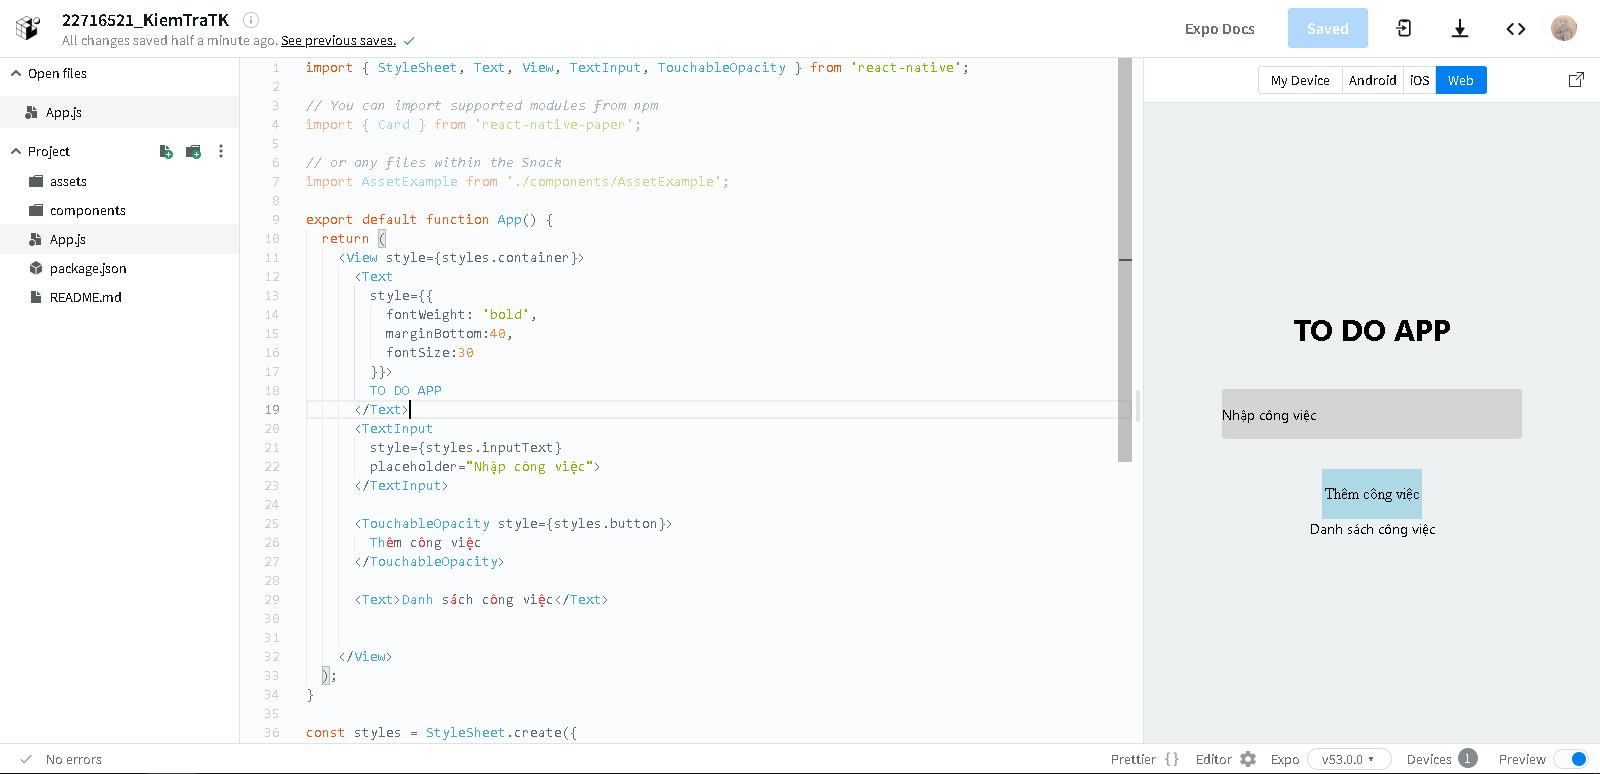 22716521_KiemTraTK
All changes saved half a minute ago. See previous saves.
Expo Docs
Saved
Open files
App.js
Project
assets
components
App.js
package.json
README.md
1 import { StyleSheet, Text, View, TextInput, TouchableOpacity } from 'react-native';
2
3 // You can import supported modules from npm
4 import { Card } from 'react-native-paper';
5
6 // or any files within the Snack
7 import AssetExample from './components/AssetExample';
8
9 export default function App() {
10 return (
11 <View style={styles.container}>
12 <Text
13 style={{
14 fontWeight: 'bold',
15 marginBottom:40,
16 fontSize:30
17 }}>
18 TO DO APP
19 </Text>
20 <TextInput
21 style={styles.inputText}
22 placeholder="Nhập công việc">
23 </TextInput>
24
25 <TouchableOpacity style={styles.button}>
26 Thêm công việc
27 </TouchableOpacity>
28
29 <Text>Danh sách công việc</Text>
30
31
32 </View>
33 );
34 }
35
36 const styles = StyleSheet.create({
My Device
Android
iOS
Web
TO DO APP
Nhập công việc
Thêm công việc
Danh sách công việc
No errors
Prettier { }
Editor
Expo
v53.0.0
Devices 1
Preview